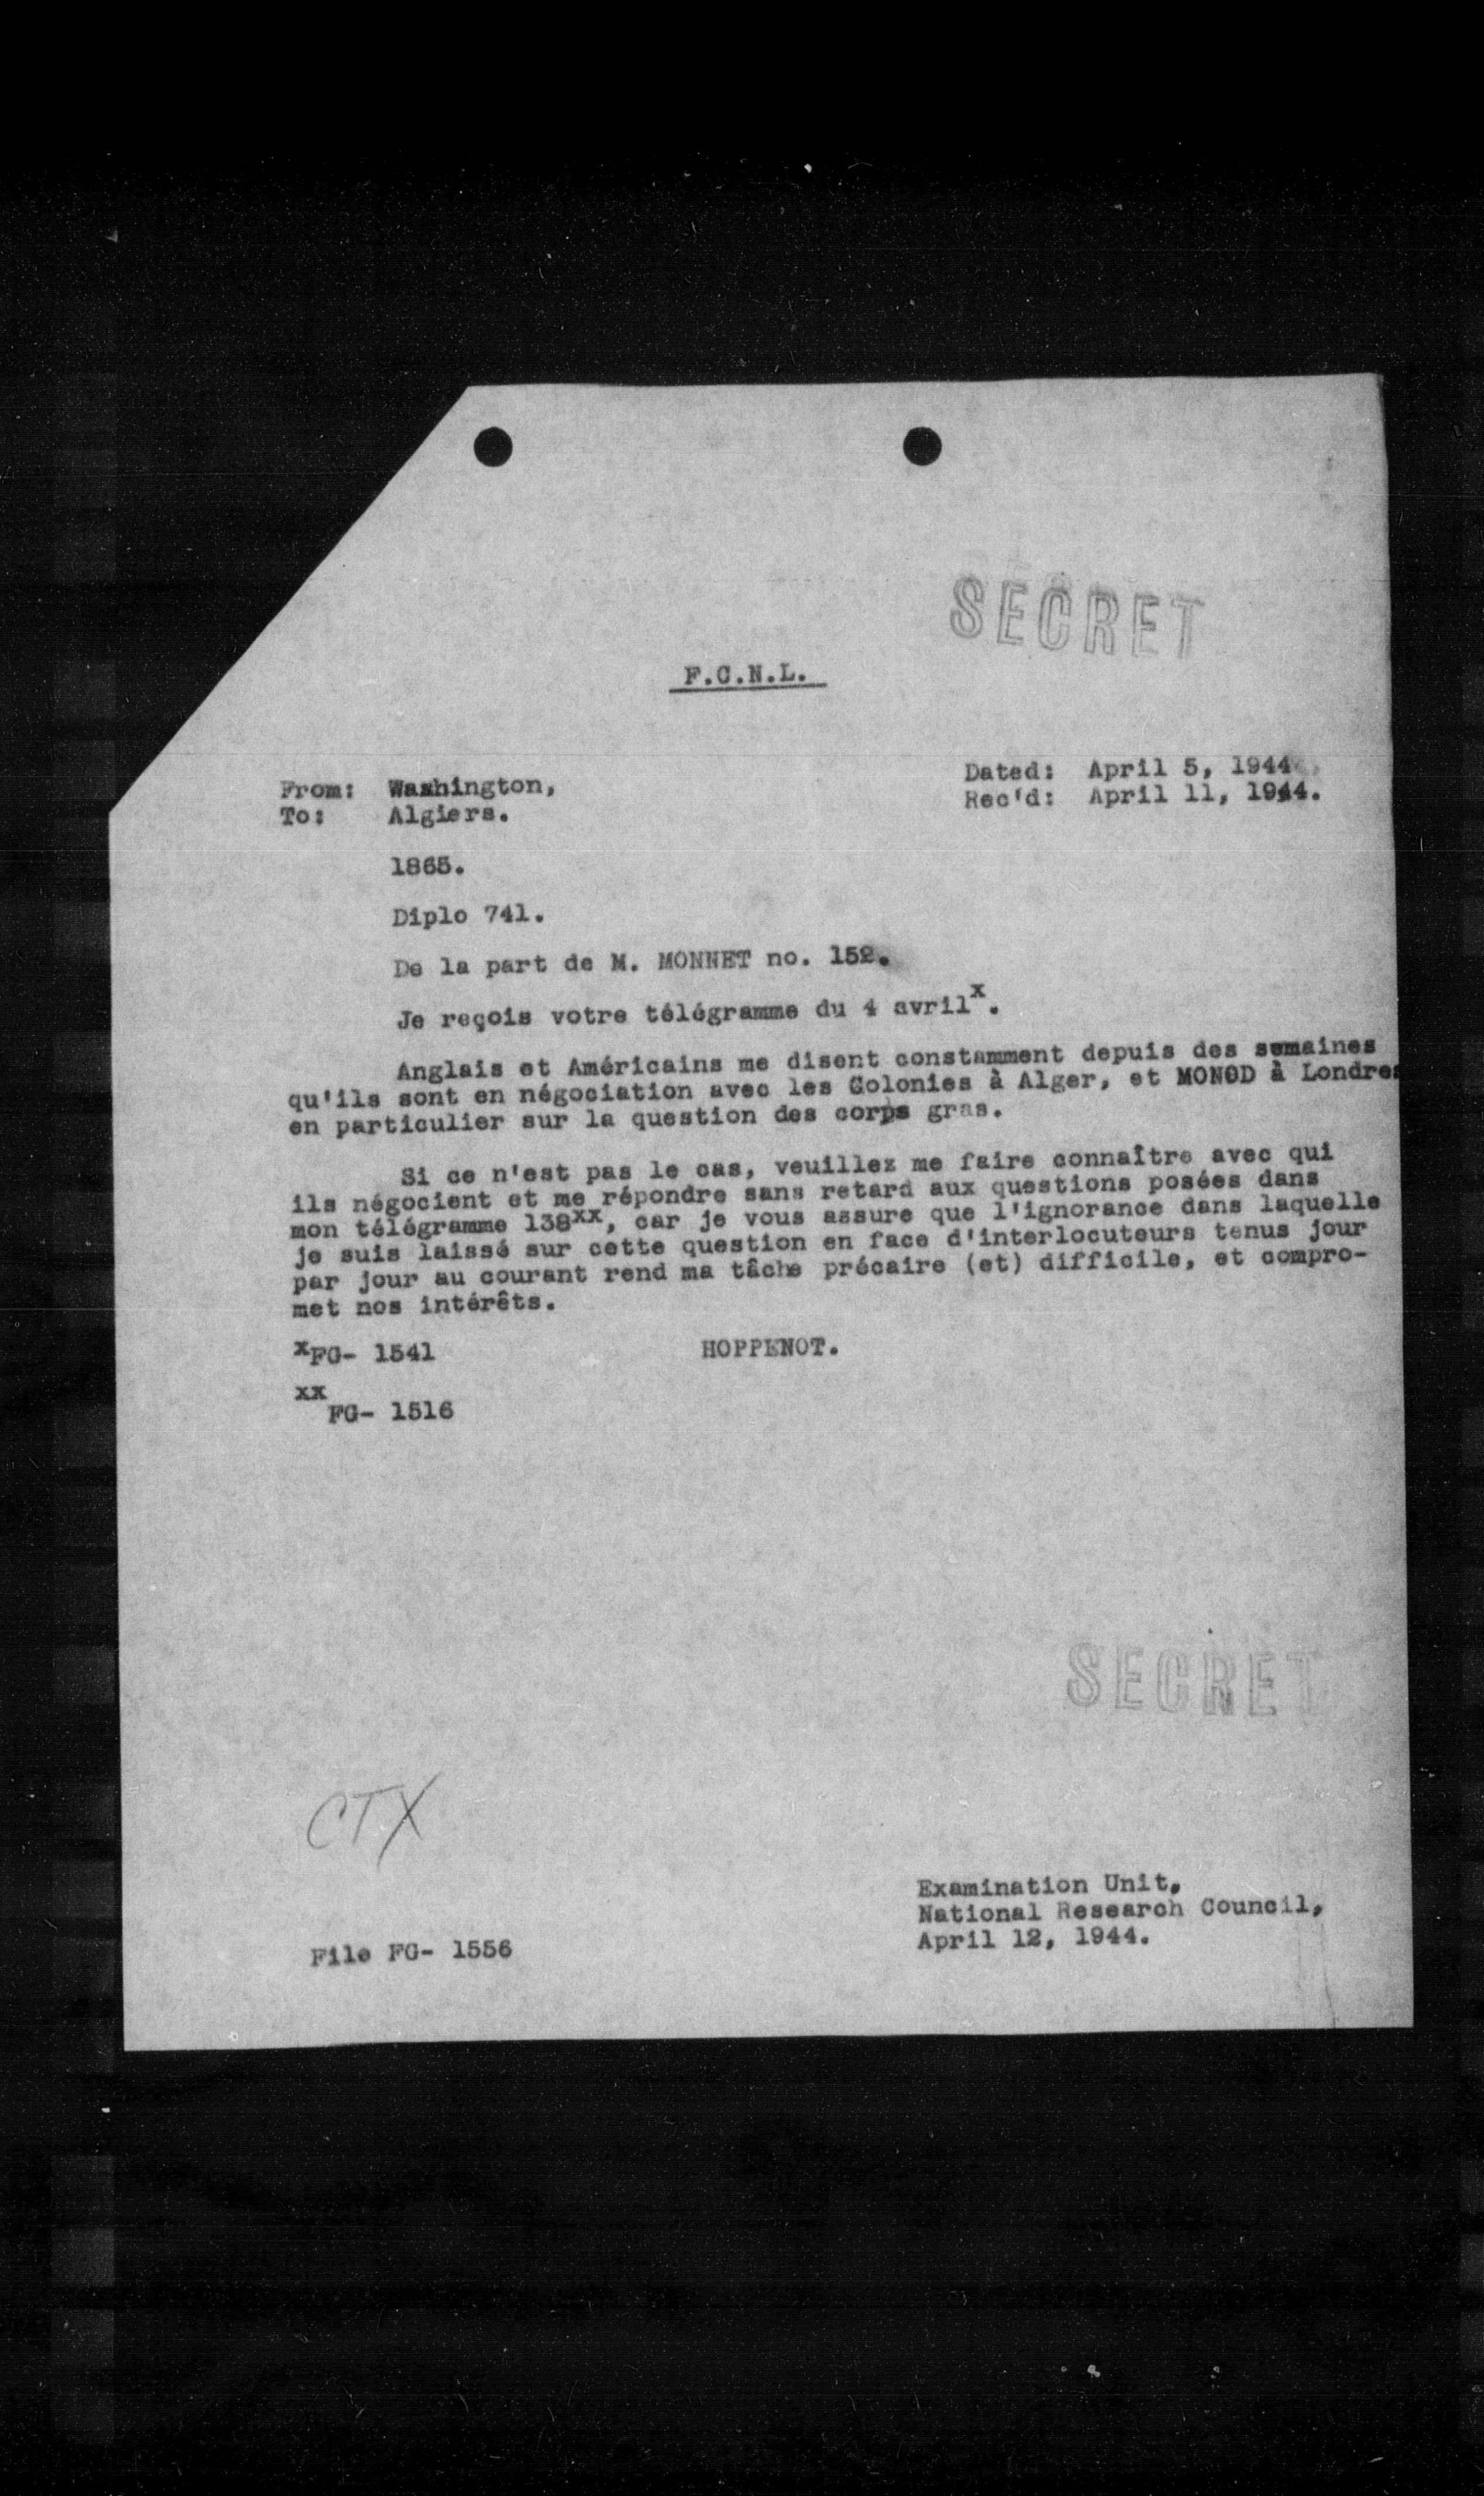 SECRET
F.C.N.L.
From: Washington,
To: Algiers.
Dated: April 5, 1944.
Rec'd: April 11, 1944.
1865.
Diplo 741.
De la part de M. MONNET no. 152.
Je reçois votre télégramme du 4 avril x.
Anglais et Américains me disent constamment depuis des semaines
qu'ils sont en négociation avec les Colonies à Alger, et MONOD à Londres
en particulier sur la question des corps gras.
Si ce n'est pas le cas, veuillez me faire connaître avec qui
ils négocient et me répondre sans retard aux questions posées dans
mon télégramme 138xx, car je vous assure que l'ignorance dans laquelle
je suis laissé sur cette question en face d'interlocuteurs tenus jour
par jour au courant rend ma tâche précaire (et) difficile, et compro-
met nos intérêts.
xFG- 1541
HOPPENOT.
xx
FG- 1516
SECRET
CTX
Examination Unit,
National Research Council,
April 12, 1944.
File FG- 1556